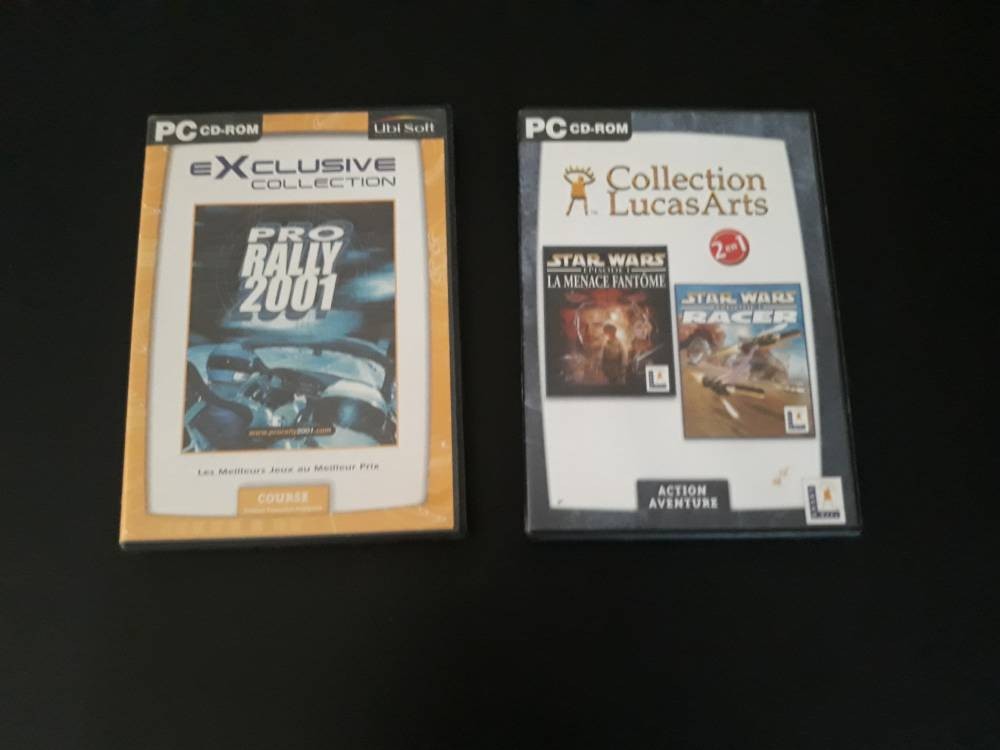 PC CD-ROM
Ubi Soft
EXCLUSIVE
COLLECTION
PRO
RALLY
2001
www.prorally2001.com
Les Meilleurs Jeux au Meilleur Prix
COURSE
PC CD-ROM
Collection
LucasArts
2 en 1
STAR WARS
EPISODE I
LA MENACE FANTÔME
STAR WARS
EPISODE I
RACER
ACTION
AVENTURE